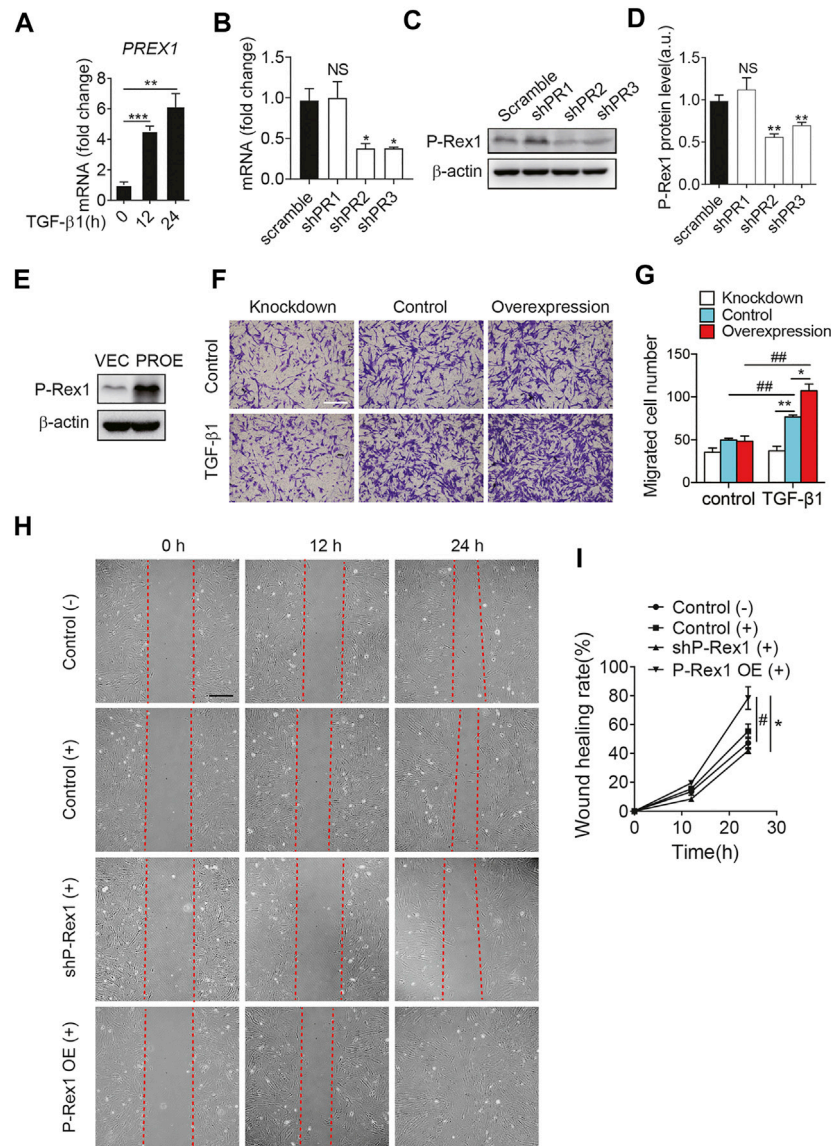 A
PREX1
mRNA (fold change)
8
6
4
2
0
***
**
TGF-β1(h)
0
12
24
B
mRNA (fold change)
1.5
1.0
0.5
0.0
NS
*
*
scramble
shPR1
shPR2
shPR3
C
Scramble
shPR1
shPR2
shPR3
P-Rex1
β-actin
D
P-Rex1 protein level(a.u.)
1.5
1.0
0.5
0.0
NS
**
**
scramble
shPR1
shPR2
shPR3
E
VEC PROE
P-Rex1
β-actin
F
Knockdown
Control
Overexpression
Control
TGF-β1
G
Knockdown
Control
Overexpression
Migrated cell number
150
100
50
0
##
##
*
**
control
TGF-β1
H
0 h
12 h
24 h
Control (-)
Control (+)
shP-Rex1 (+)
P-Rex1 OE (+)
I
Control (-)
Control (+)
shP-Rex1 (+)
P-Rex1 OE (+)
Wound healing rate(%)
100
80
60
40
20
0
#
*
0
10
20
30
Time(h)